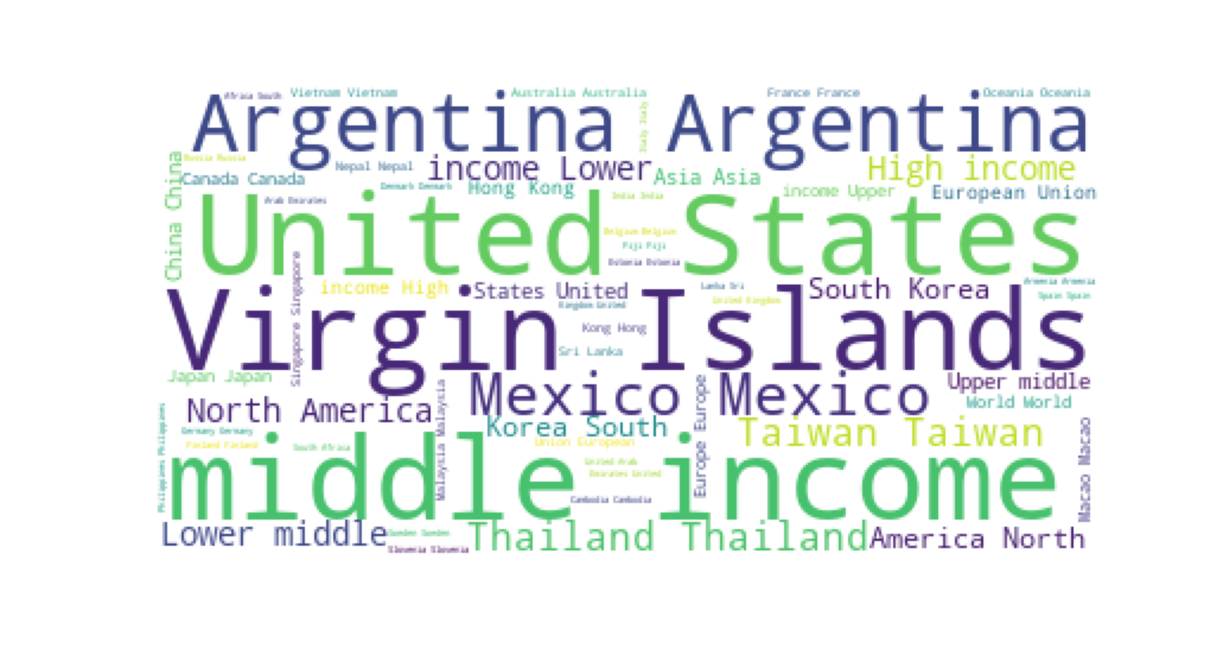 Africa South
Vietnam Vietnam
Australia Australia
France France
Oceania Oceania
Argentina Argentina
Italy Italy
China China
Russia Russia
Nepal Nepal
income Lower
High income
Canada Canada
Denmark Denmark
Hong Kong
Asia Asia
India India
income Upper
European Union
Arab Emirates
United States
Belgium Belgium
Fiji Fiji
Estonia Estonia
Singapore Singapore
income High
States United
Kingdom United
Lanka Sri
United Kingdom
South Korea
Armenia Armenia
Spain Spain
Virgin Islands
Kong Hong
Sri Lanka
Japan Japan
North America
Malaysia Malaysia
Mexico Mexico
Europe Europe
Upper middle
World World
Philippines Philippines
Germany Germany
Finland Finland
South Africa
Korea South
Union European
Taiwan Taiwan
Macao Macao
United Arab
Emirates United
middle income
Cambodia Cambodia
Lower middle
Sweden Sweden
Slovenia Slovenia
Thailand Thailand
America North